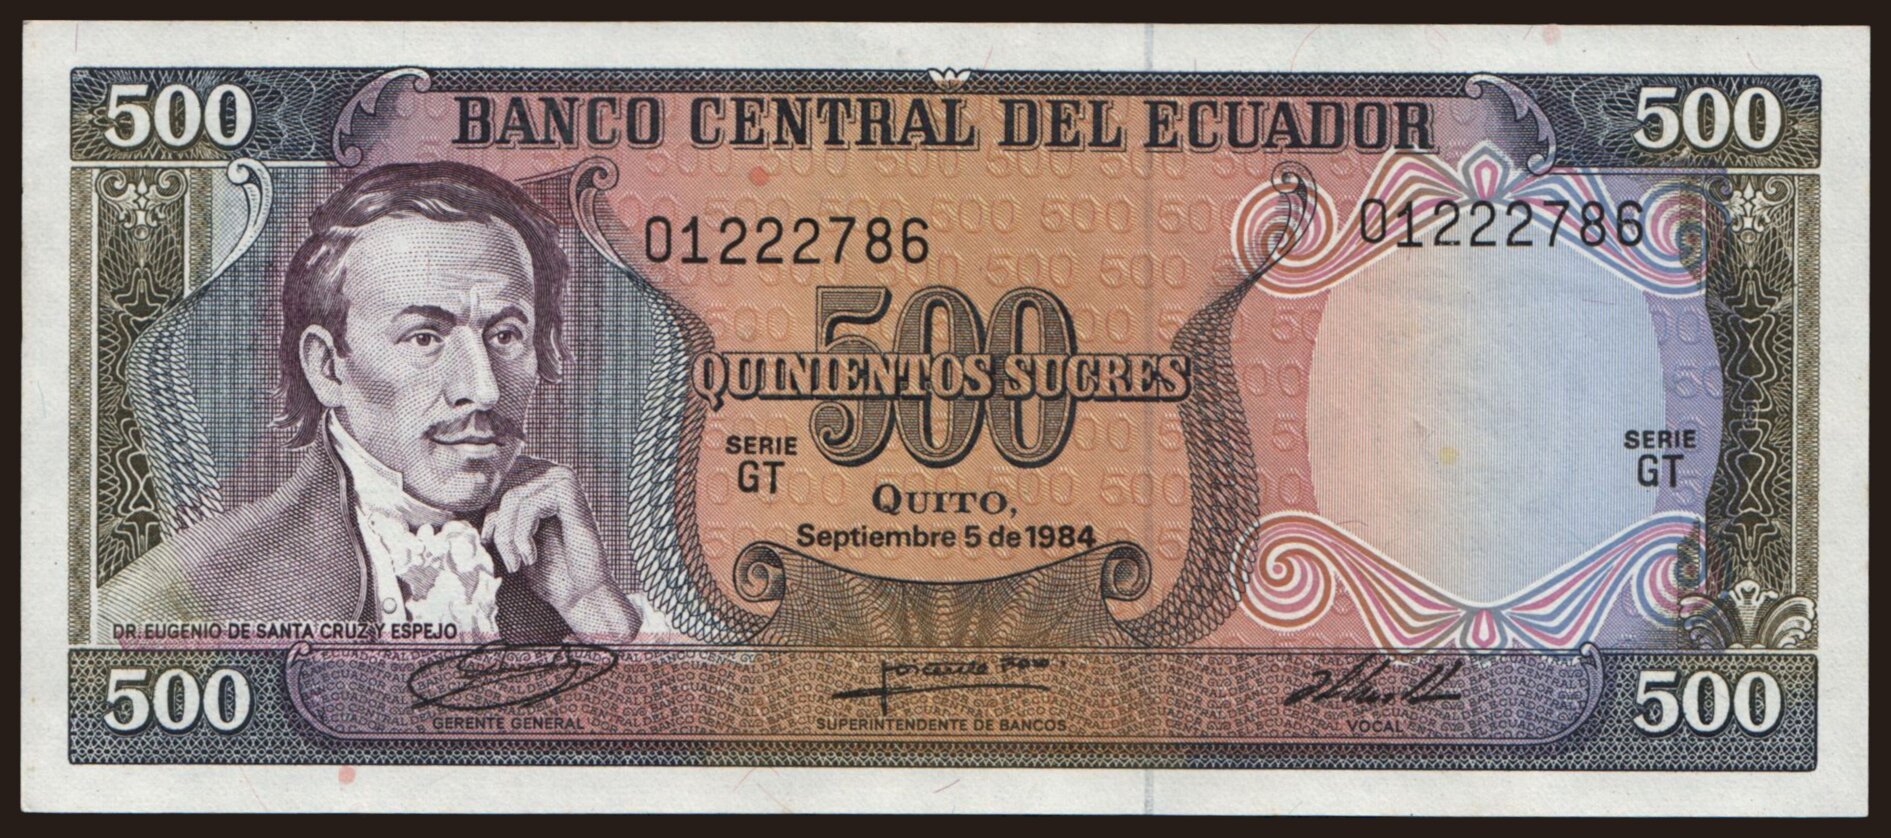 500 BANCO CENTRAL DEL ECUADOR 500
01222786 01222786
500
QUINIENTOS SUCRES
SERIE
GT
SERIE
GT
QUITO,
Septiembre 5 de 1984
DR. EUGENIO DE SANTA CRUZ Y ESPEJO
500 GERENTE GENERAL SUPERINTENDENTE DE BANCOS VOCAL 500